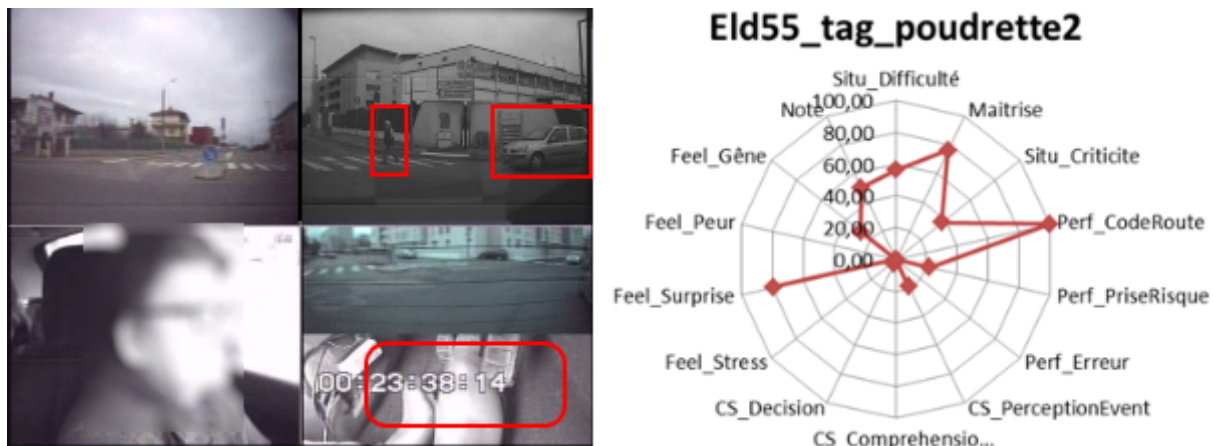 Eld55_tag_poudrette2
Situ_Difficulté
100,00
Note
Maitrise
80,00
Feel_Gêne
60,00
Situ_Criticite
40,00
Feel_Peur
20,00
Perf_CodeRoute
0,00
Feel_Surprise
Perf_PriseRisque
Feel_Stress
Perf_Erreur
CS_Decision
CS_PerceptionEvent
CS_Comprehensio...
00:23:38:14